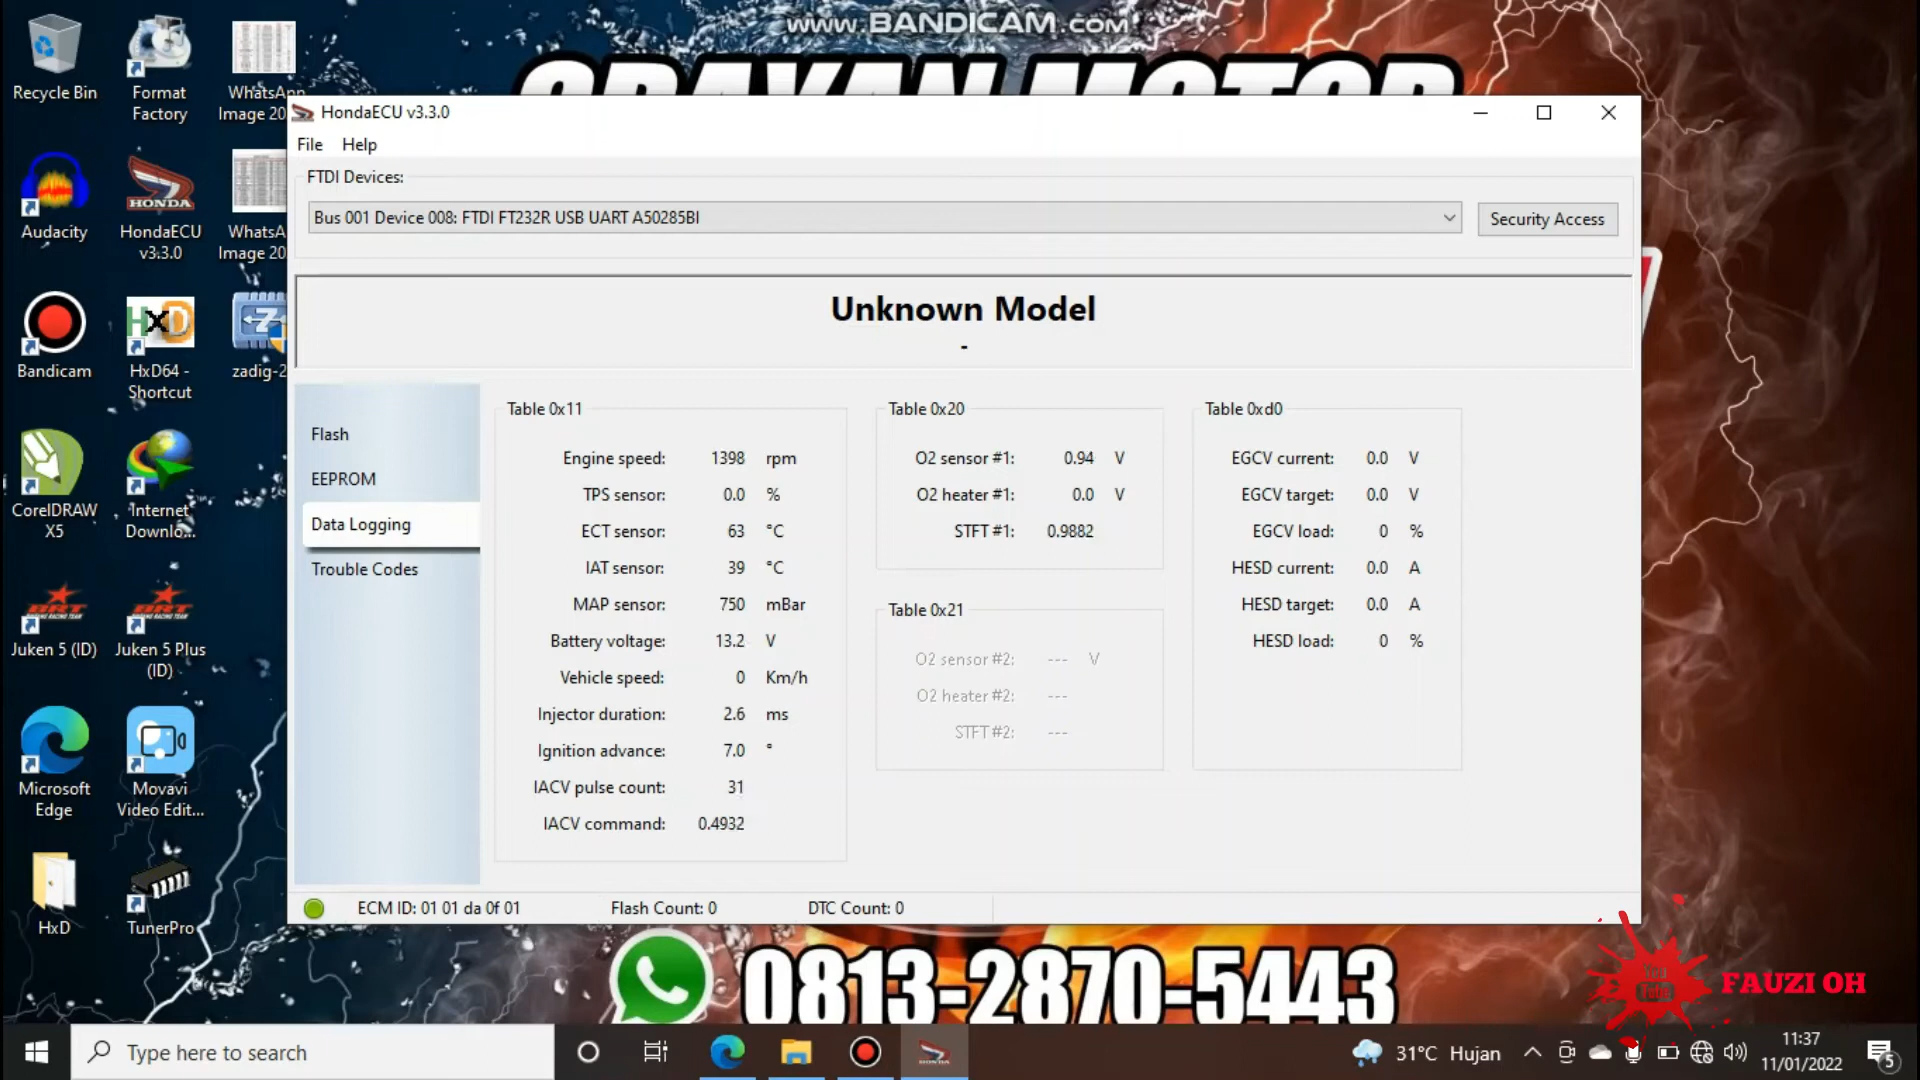 www.BANDICAM.com
Recycle Bin
Format
Factory
WhatsApp
Image 20
Audacity
HONDA
HondaECU
v3.3.0
WhatsA
Image 20
Bandicam
HxD
HxD64 -
Shortcut
zadig-2
CorelDRAW
X5
Internet
Downlo...
BRT
Juken 5 (ID)
BRT
Juken 5 Plus
(ID)
Microsoft
Edge
Movavi
Video Edit...
HxD
TunerPro
HondaECU v3.3.0
File Help
FTDI Devices:
Bus 001 Device 008: FTDI FT232R USB UART A50285BI
Security Access
Unknown Model
-
Flash
EEPROM
Data Logging
Trouble Codes
Table 0x11
Engine speed: 1398 rpm
TPS sensor: 0.0 %
ECT sensor: 63 °C
IAT sensor: 39 °C
MAP sensor: 750 mBar
Battery voltage: 13.2 V
Vehicle speed: 0 Km/h
Injector duration: 2.6 ms
Ignition advance: 7.0 °
IACV pulse count: 31
IACV command: 0.4932
Table 0x20
O2 sensor #1: 0.94 V
O2 heater #1: 0.0 V
STFT #1: 0.9882
Table 0x21
O2 sensor #2: --- V
O2 heater #2: ---
STFT #2: ---
Table 0xd0
EGCV current: 0.0 V
EGCV target: 0.0 V
EGCV load: 0 %
HESD current: 0.0 A
HESD target: 0.0 A
HESD load: 0 %
ECM ID: 01 01 da 0f 01
Flash Count: 0
DTC Count: 0
0813-2870-5443
You
Tube
FAUZI OH
Type here to search
31°C Hujan
11:37
11/01/2022
5